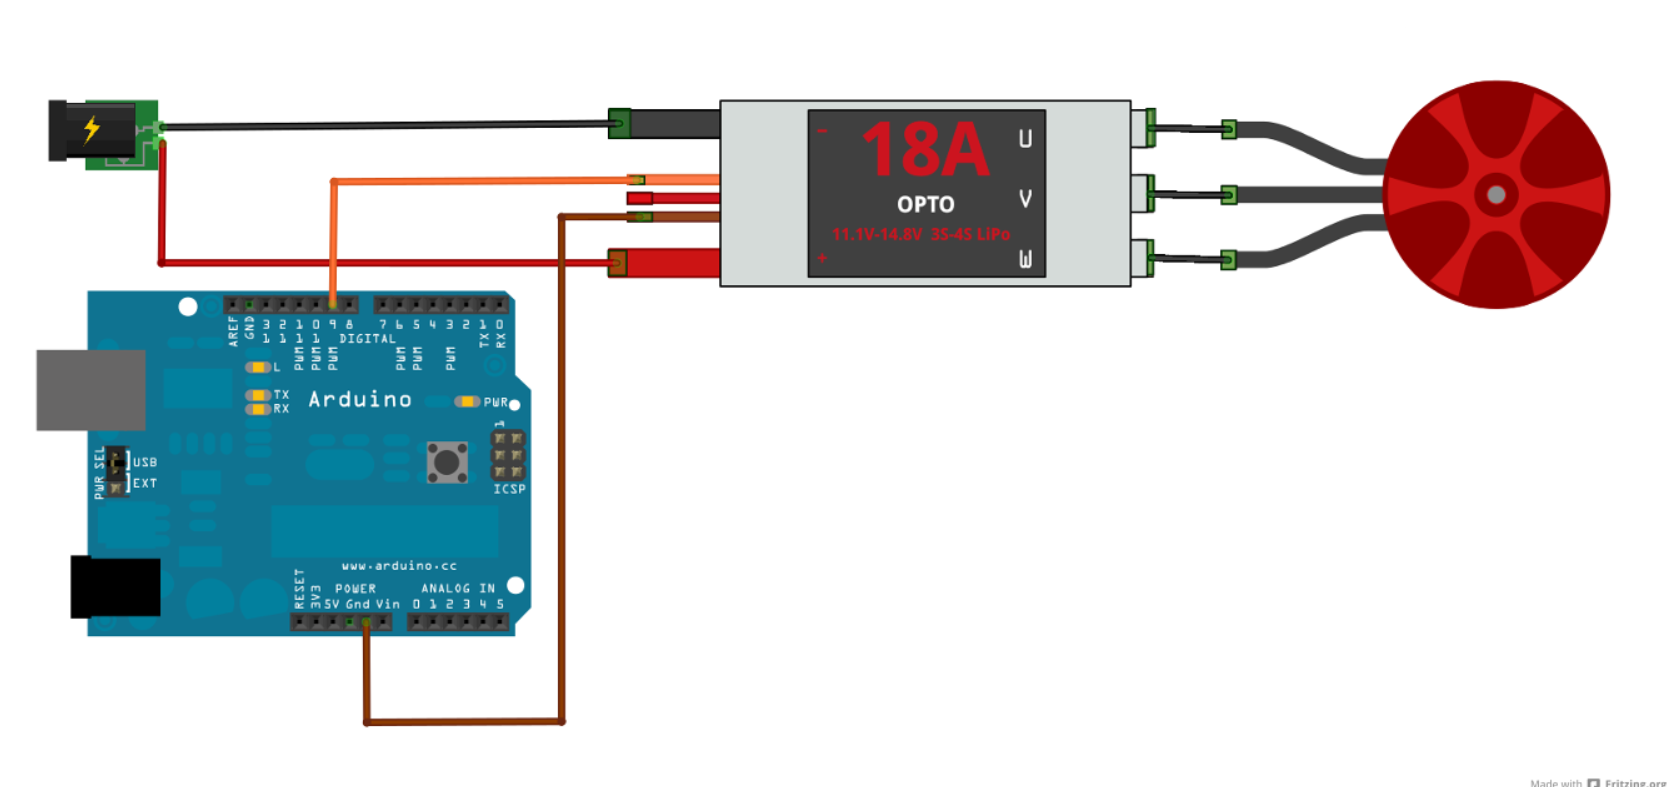 18A
OPTO
11.1V-14.8V 3S-4S LiPo
-
+
U
V
W
AREF
GND
13
12
11
10
9
8
7
6
5
4
3
2
1
0
DIGITAL
PWM
PWM
PWM
PWM
PWM
PWM
TX
RX
L
TX
RX
Arduino
PWR
1
ICSP
PWR SEL
USB
EXT
www.arduino.cc
POWER
ANALOG IN
RESET
3V3
5V Gnd Vin
0 1 2 3 4 5
Made with Fritzing.org